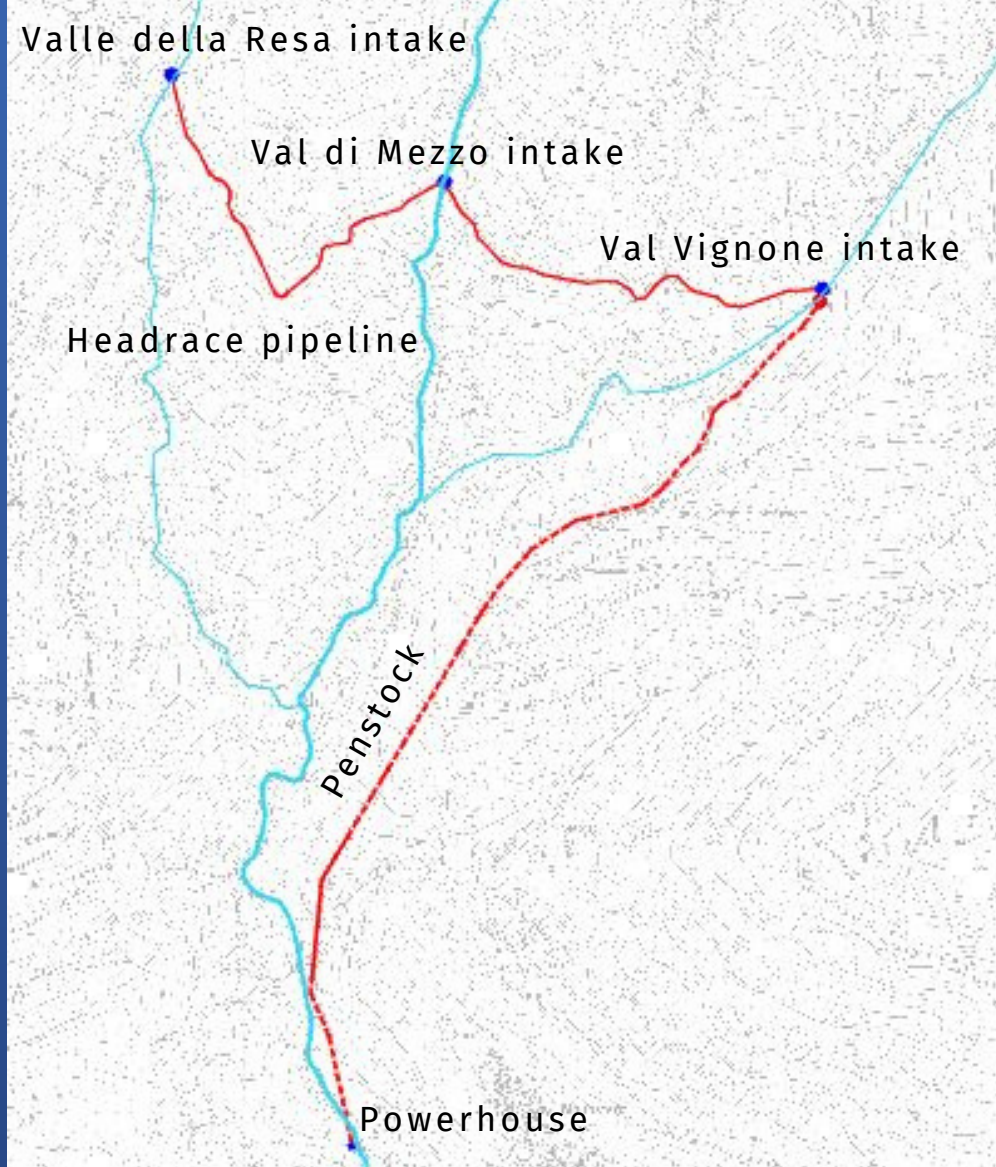 Valle della Resa intake
Val di Mezzo intake
Val Vignone intake
Headrace pipeline
Penstock
Powerhouse